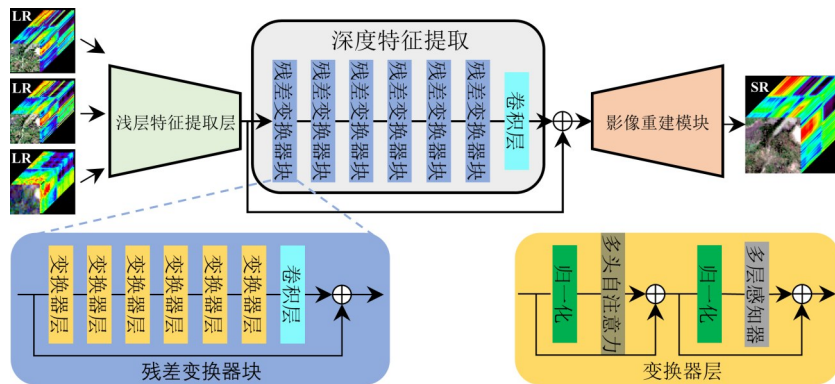 LR
LR
LR
浅层特征提取层
深度特征提取
残差变换器块
残差变换器块
残差变换器块
残差变换器块
残差变换器块
残差变换器块
卷积层
影像重建模块
SR
变换器层
变换器层
变换器层
变换器层
变换器层
变换器层
卷积层
残差变换器块
归一化
多头自注意力
归一化
多层感知器
变换器层